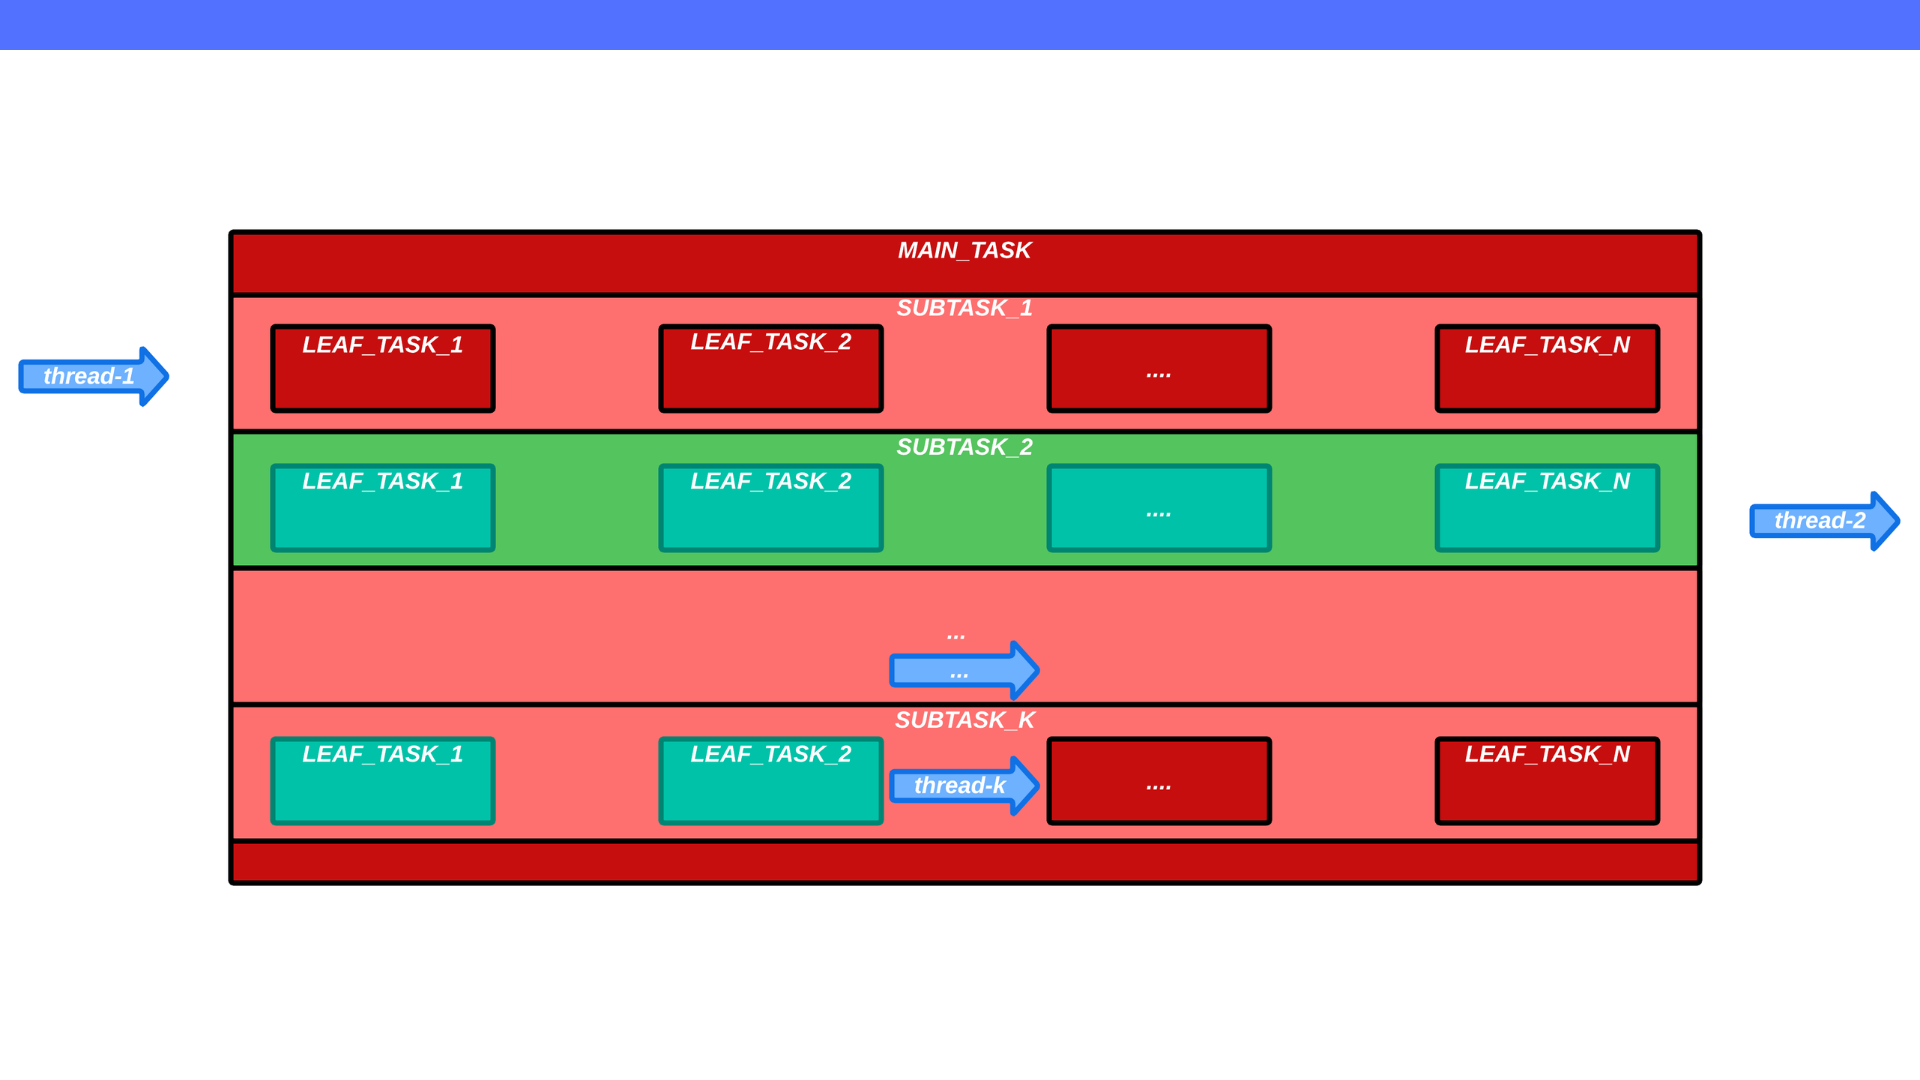 MAIN_TASK
SUBTASK_1
LEAF_TASK_1
LEAF_TASK_2
....
LEAF_TASK_N
thread-1
SUBTASK_2
LEAF_TASK_1
LEAF_TASK_2
....
LEAF_TASK_N
thread-2
...
...
SUBTASK_K
LEAF_TASK_1
LEAF_TASK_2
thread-k
....
LEAF_TASK_N